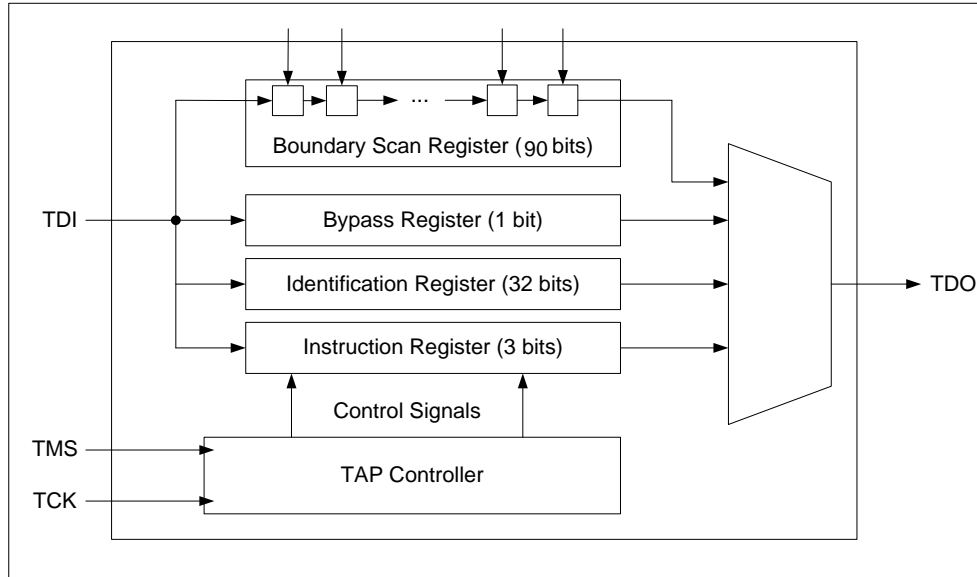 ...
Boundary Scan Register (90 bits)
TDI
Bypass Register (1 bit)
Identification Register (32 bits)
TDO
Instruction Register (3 bits)
Control Signals
TMS
TAP Controller
TCK